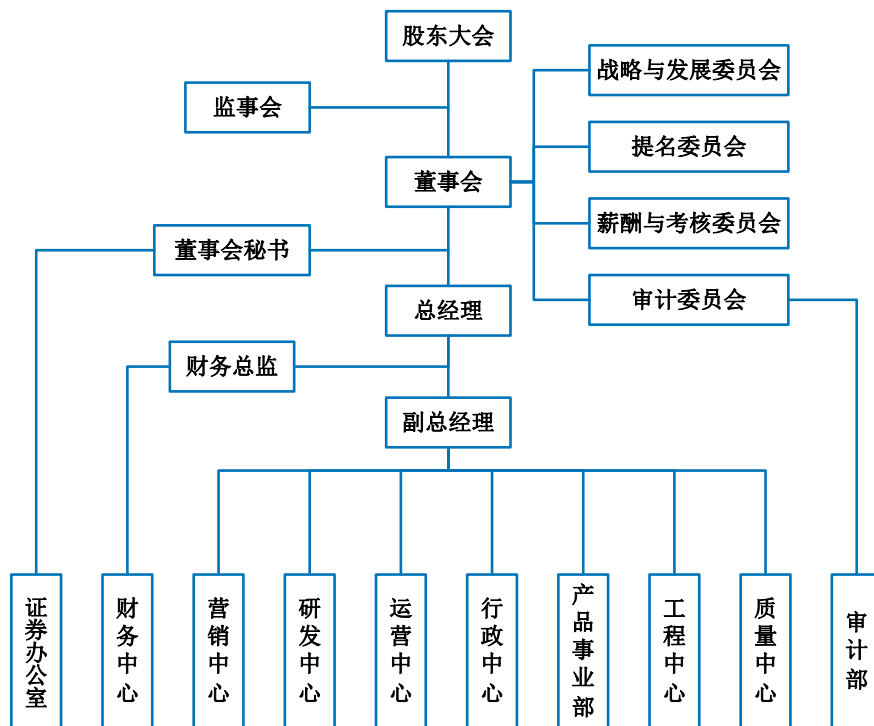 股东大会
战略与发展委员会
监事会
提名委员会
董事会
薪酬与考核委员会
董事会秘书
审计委员会
总经理
财务总监
副总经理
证券办公室
财务中心
营销中心
研发中心
运营中心
行政中心
产品事业部
工程中心
质量中心
审计部